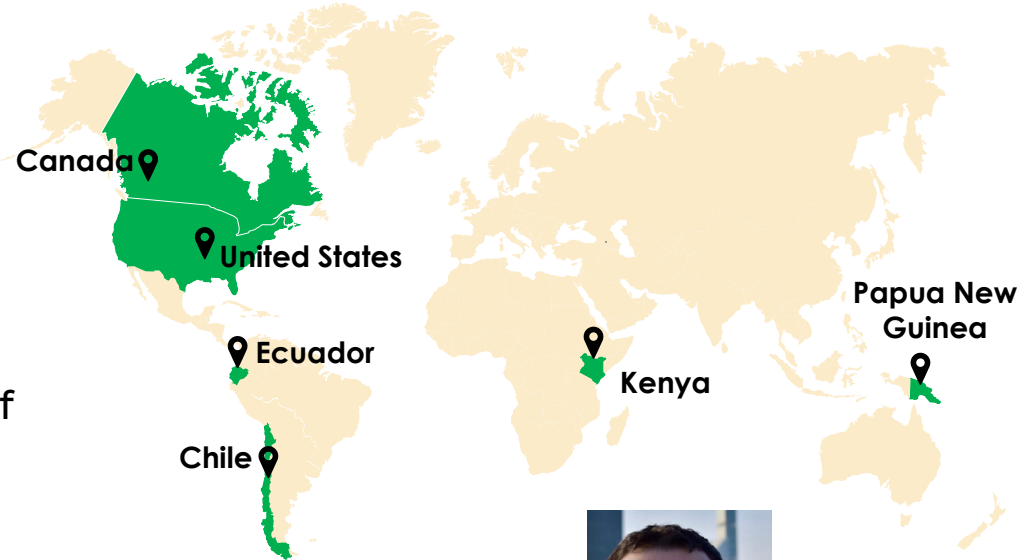 Canada
United States
Papua New
Guinea
Ecuador
Kenya
f
Chile